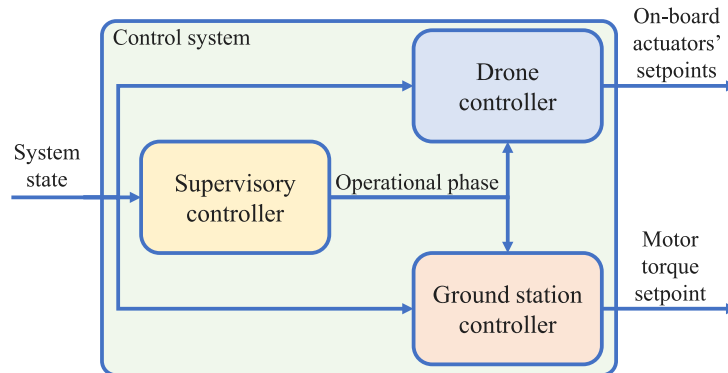 Control system
On-board
actuators’
setpoints
Drone
controller
System
state
Supervisory
controller
Operational phase
Motor
torque
setpoint
Ground station
controller